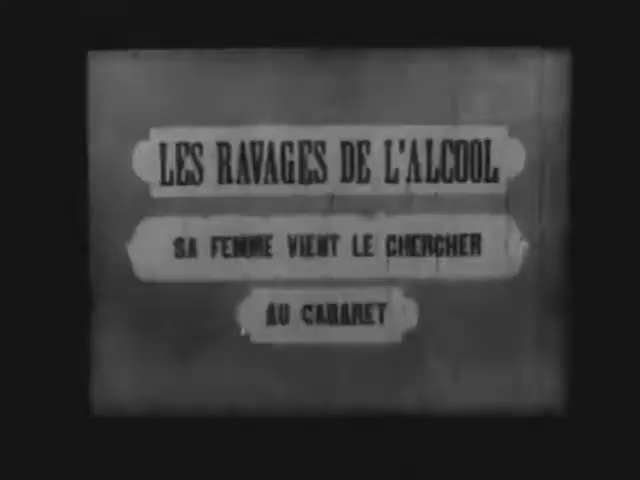 LES RAVAGES DE L'ALCOOL
SA FEMME VIENT LE CHERCHER
AU CABARET